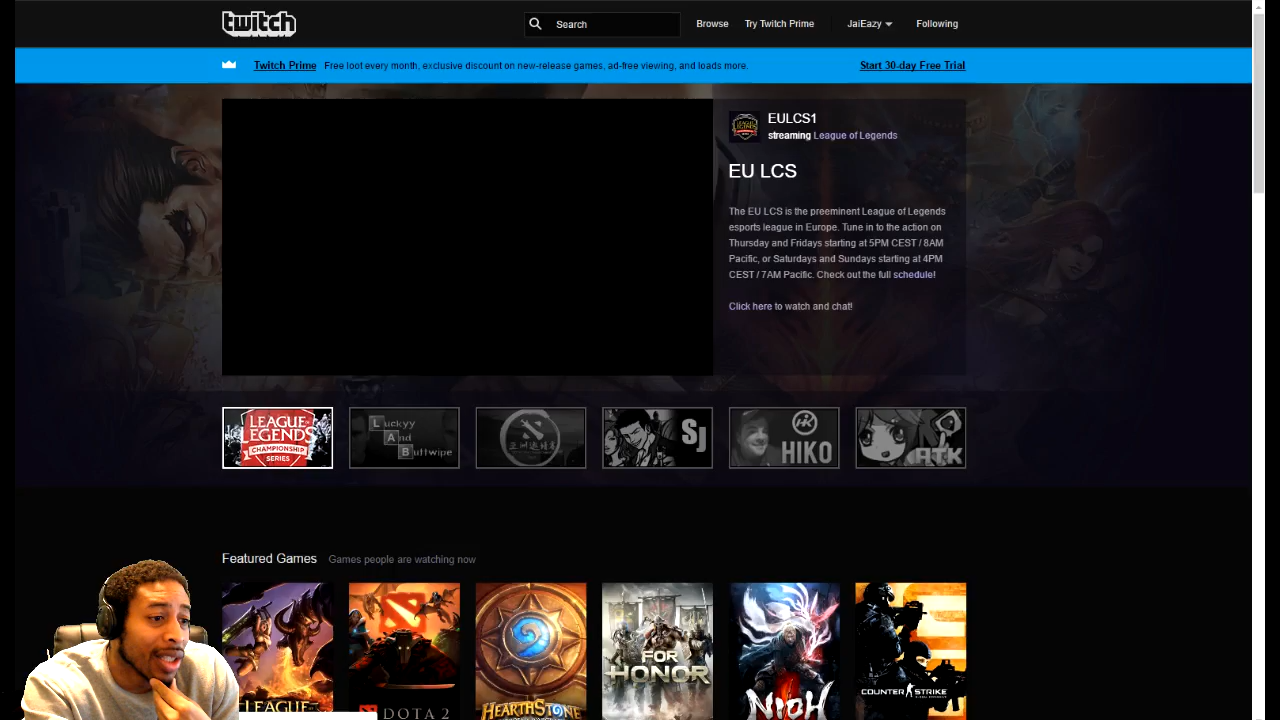 twitch
Search
Browse
Try Twitch Prime
JaiEazy
Following
Twitch Prime Free loot every month, exclusive discount on new-release games, ad-free viewing, and loads more.
Start 30-day Free Trial
EULCS1
streaming League of Legends
EU LCS
The EU LCS is the preeminent League of Legends
esports league in Europe. Tune in to the action on
Thursday and Fridays starting at 5PM CEST / 8AM
Pacific, or Saturdays and Sundays starting at 4PM
CEST / 7AM Pacific. Check out the full schedule!
Click here to watch and chat!
LEAGUE
LEGENDS
CHAMPIONSHIP
SERIES
Luckyy
And
Buttwipe
SJ
HK
HIKO
ATK
Featured Games Games people are watching now
LEAGUE
DOTA 2
HEARTHSTONE
FOR
HONOR
NIOH
COUNTER STRIKE